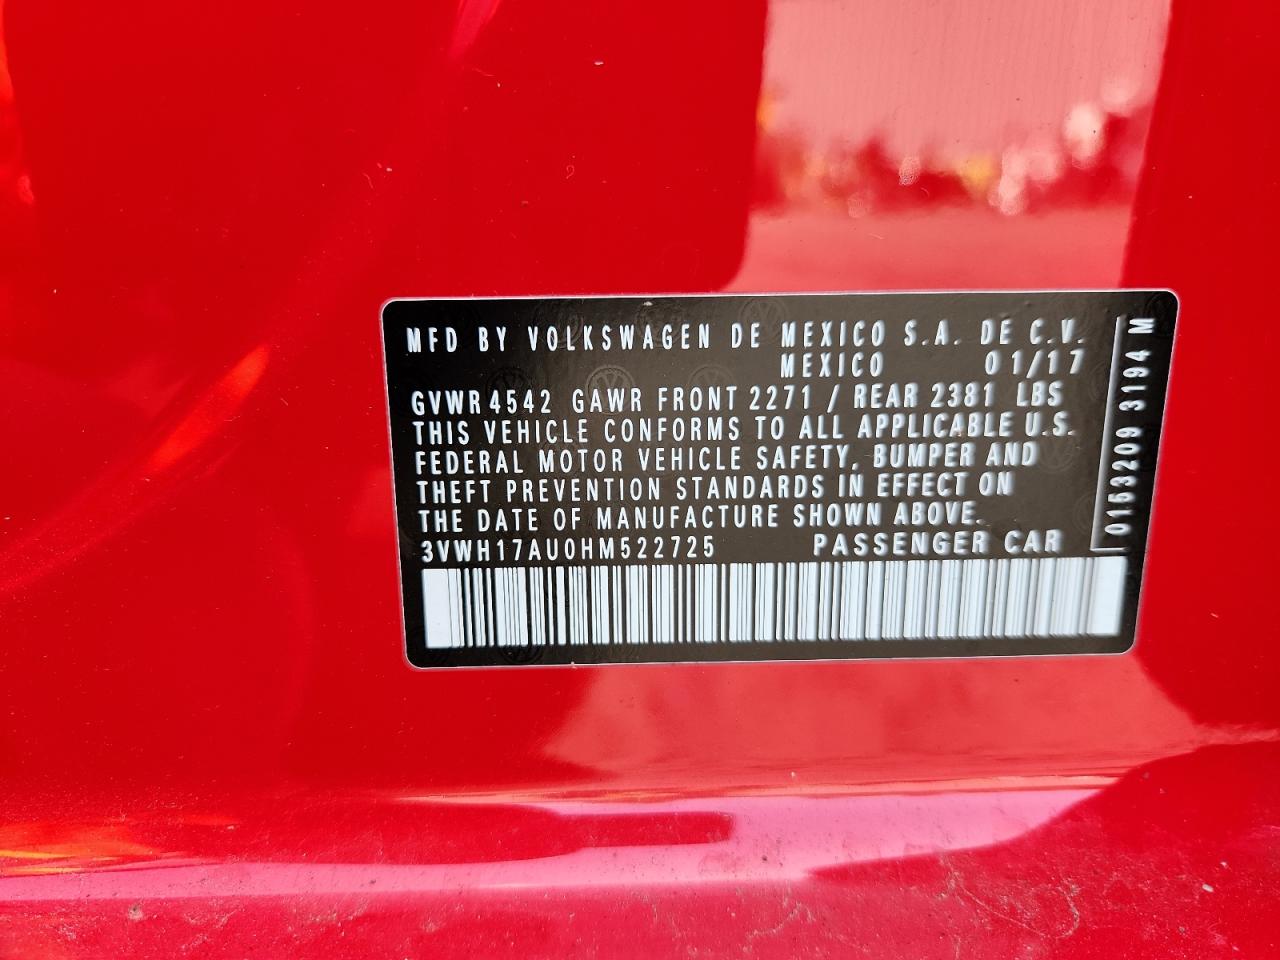 MFD BY VOLKSWAGEN DE MEXICO S.A. DE C.V.
MEXICO 01/17
GVWR 4542 GAWR FRONT 2271 / REAR 2381 LBS
THIS VEHICLE CONFORMS TO ALL APPLICABLE U.S.
FEDERAL MOTOR VEHICLE SAFETY, BUMPER AND
THEFT PREVENTION STANDARDS IN EFFECT ON
THE DATE OF MANUFACTURE SHOWN ABOVE.
3VWH17AU0HM522725 PASSENGER CAR
0153209 3194 M